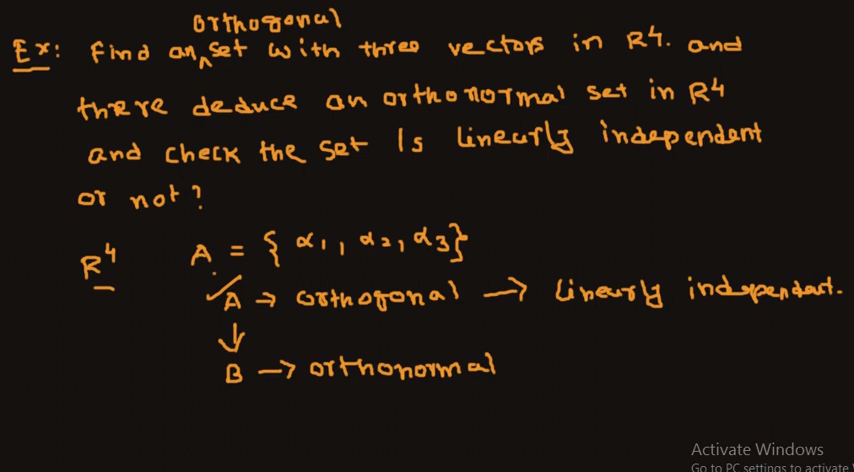 orthogonal
Ex: Find an ^ set with three vectors in R4. and
there deduce an orthonormal set in R4
and check the set Is linearly independent
or not?
R4 A = { α1, α2, α3}
✓A → orthogonal → linearly independent.
↓
B → orthonormal
Activate Windows
Go to PC settings to activate